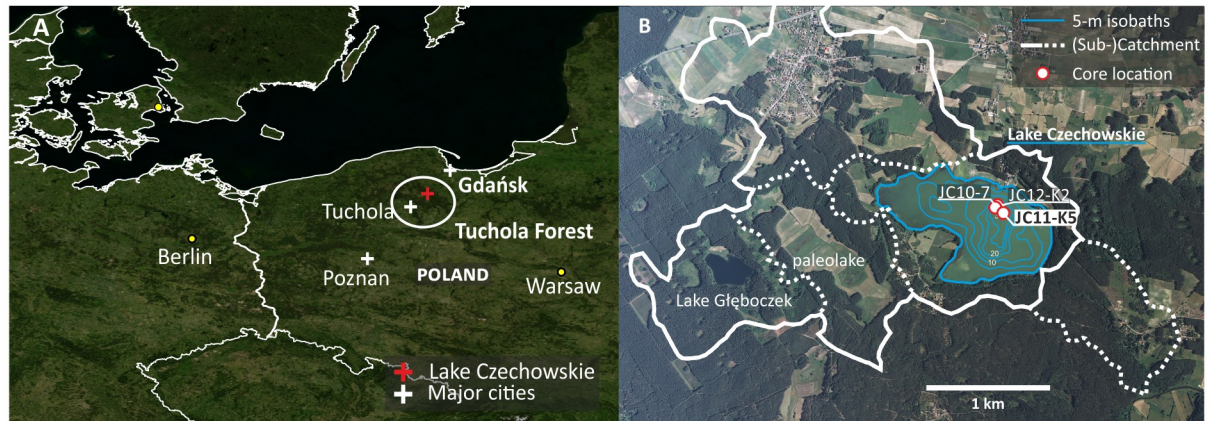 A
Gdańsk
Tuchola
Tuchola Forest
Berlin
Poznan
POLAND
Warsaw
Lake Czechowskie
Major cities
B
5-m isobaths
(Sub-)Catchment
Core location
Lake Czechowskie
JC10-7
JC12-K2
JC11-K5
20
10
paleolake
Lake Głęboczek
1 km